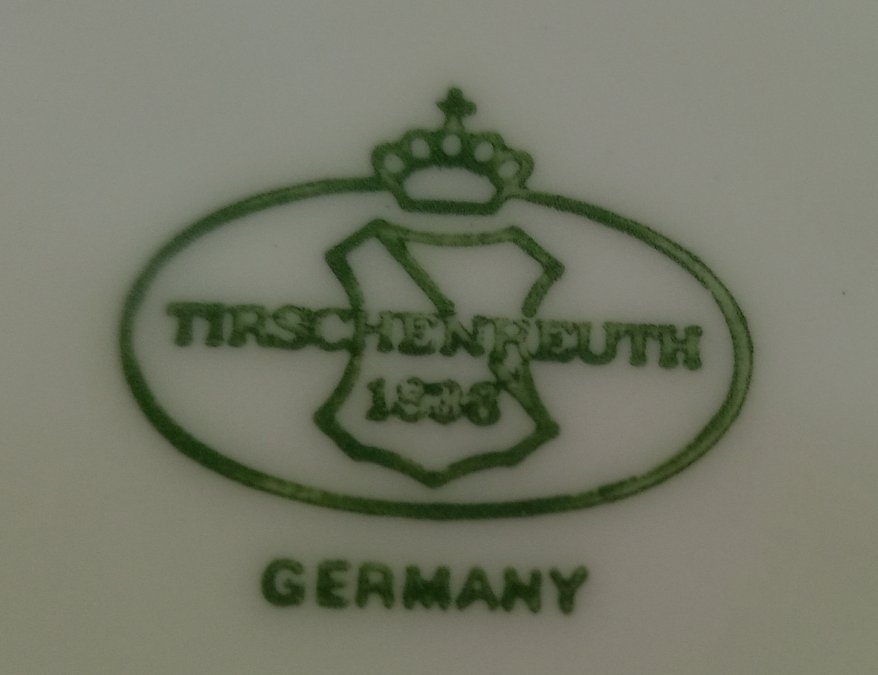 TIRSCHENREUTH
1838
GERMANY